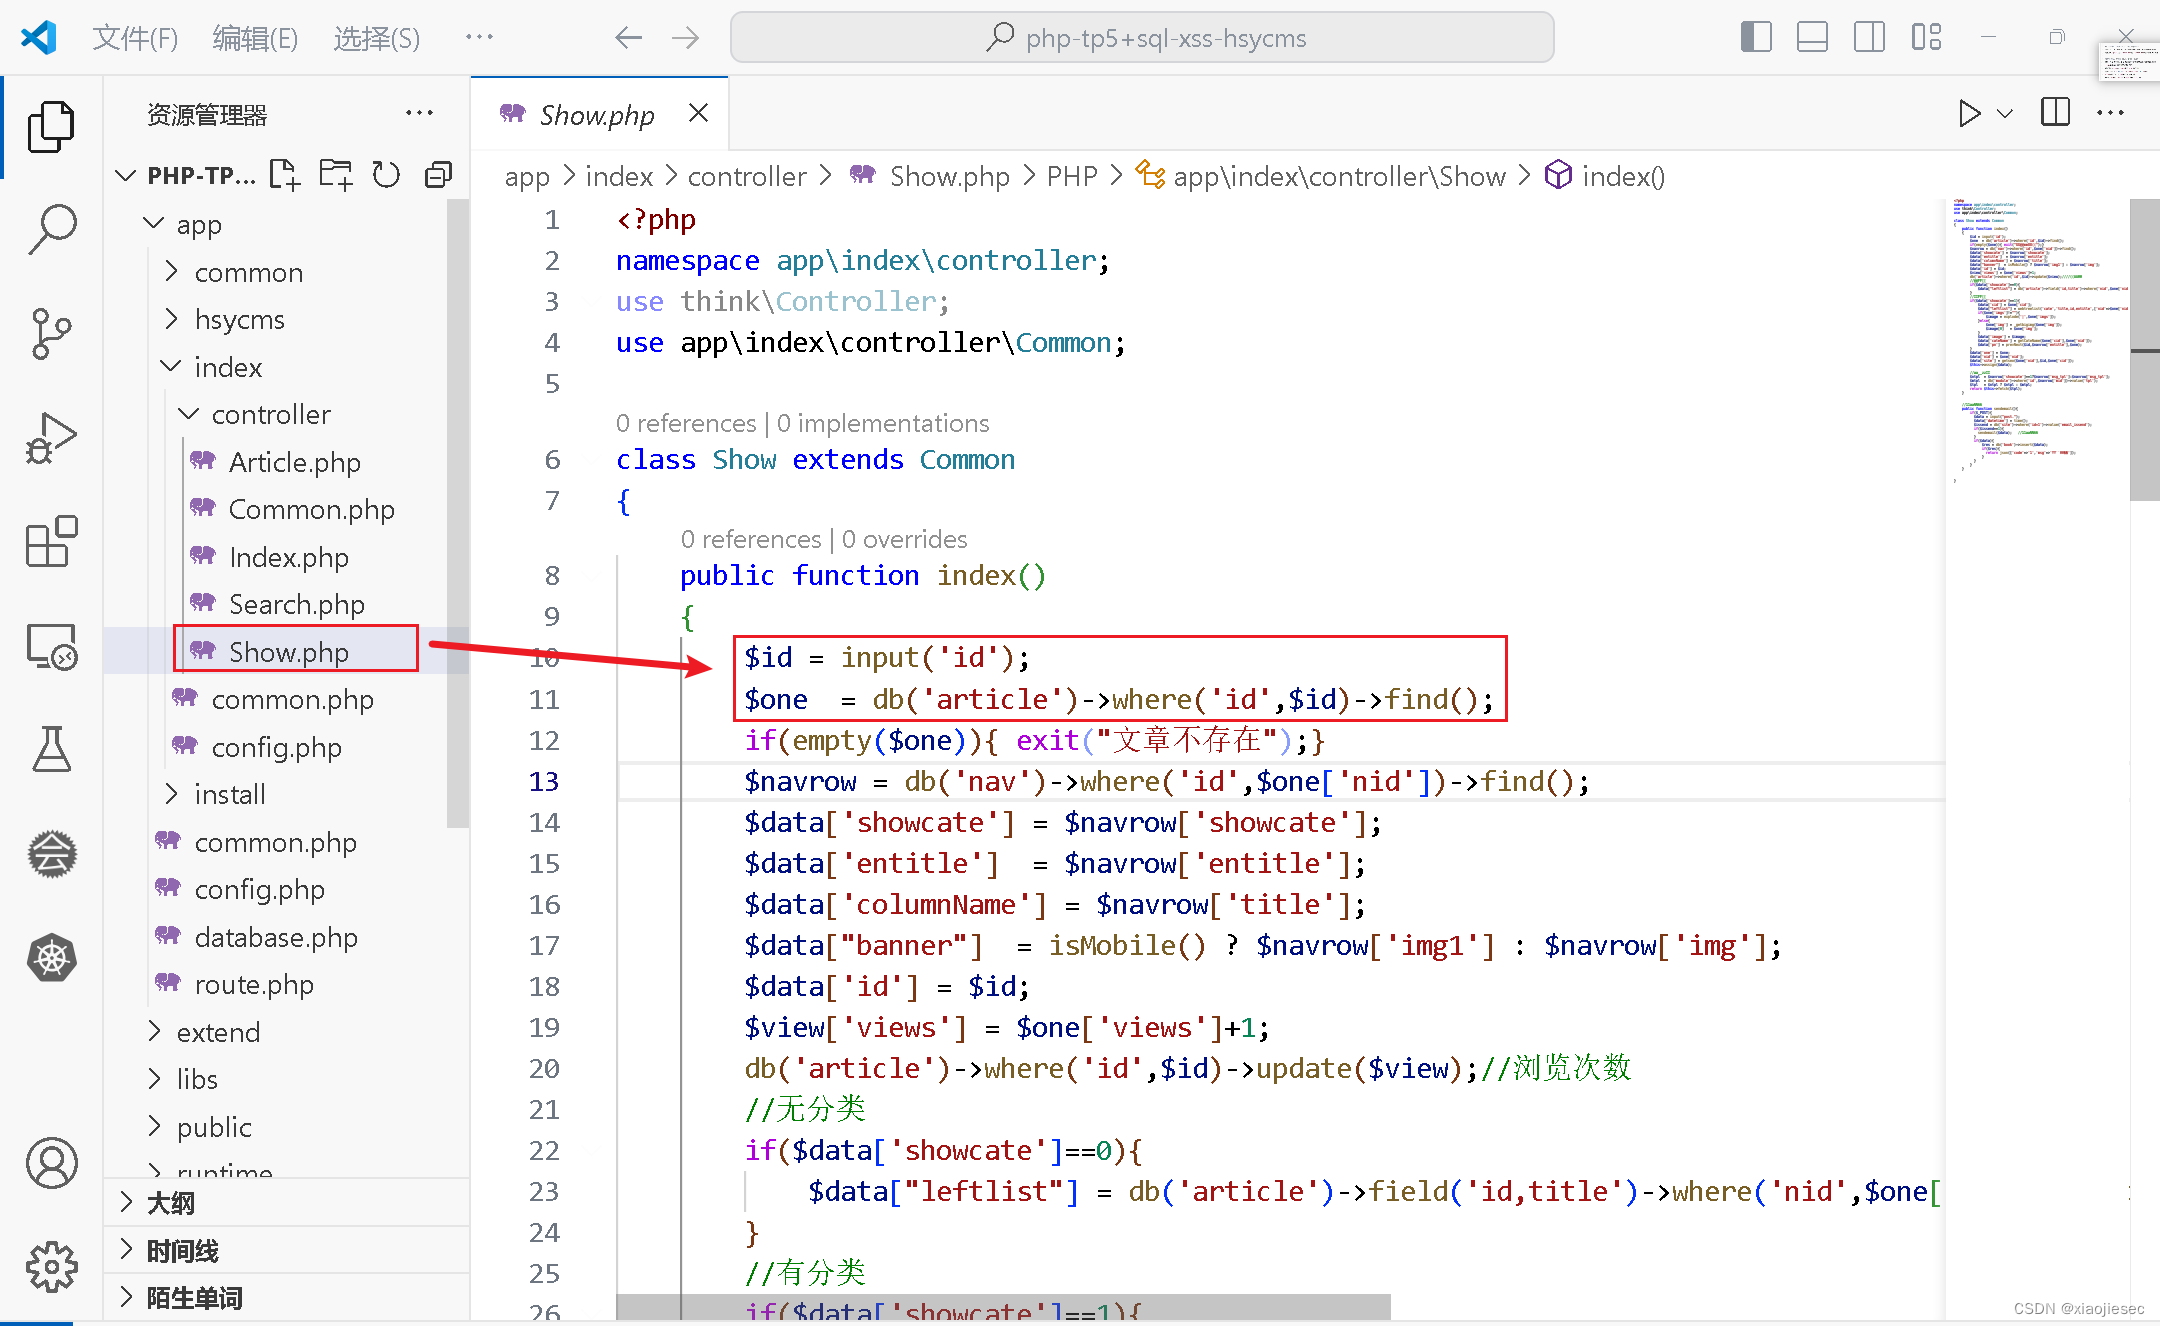 文件(F) 编辑(E) 选择(S) ··· php-tp5+sql-xss-hsycms
资源管理器 ···
PHP-TP...
app
common
hsycms
index
controller
Article.php
Common.php
Index.php
Search.php
Show.php
common.php
config.php
install
common.php
config.php
database.php
route.php
extend
libs
public
runtime
大纲
时间线
陌生单词
Show.php
app > index > controller > Show.php > PHP > app\index\controller\Show > index()
1 <?php
2 namespace app\index\controller;
3 use think\Controller;
4 use app\index\controller\Common;
5
0 references | 0 implementations
6 class Show extends Common
7 {
0 references | 0 overrides
8 public function index()
9 {
10 $id = input('id');
11 $one  = db('article')->where('id',$id)->find();
12 if(empty($one)){ exit("文章不存在");}
13 $navrow = db('nav')->where('id',$one['nid'])->find();
14 $data['showcate'] = $navrow['showcate'];
15 $data['entitle']  = $navrow['entitle'];
16 $data['columnName'] = $navrow['title'];
17 $data["banner"]  = isMobile() ? $navrow['img1'] : $navrow['img'];
18 $data['id'] = $id;
19 $view['views'] = $one['views']+1;
20 db('article')->where('id',$id)->update($view);//浏览次数
21 //无分类
22 if($data['showcate']==0){
23 $data["leftlist"] = db('article')->field('id,title')->where('nid',$one[
24 }
25 //有分类
26 if($data['showcate']==1){
CSDN @xiaojiesec